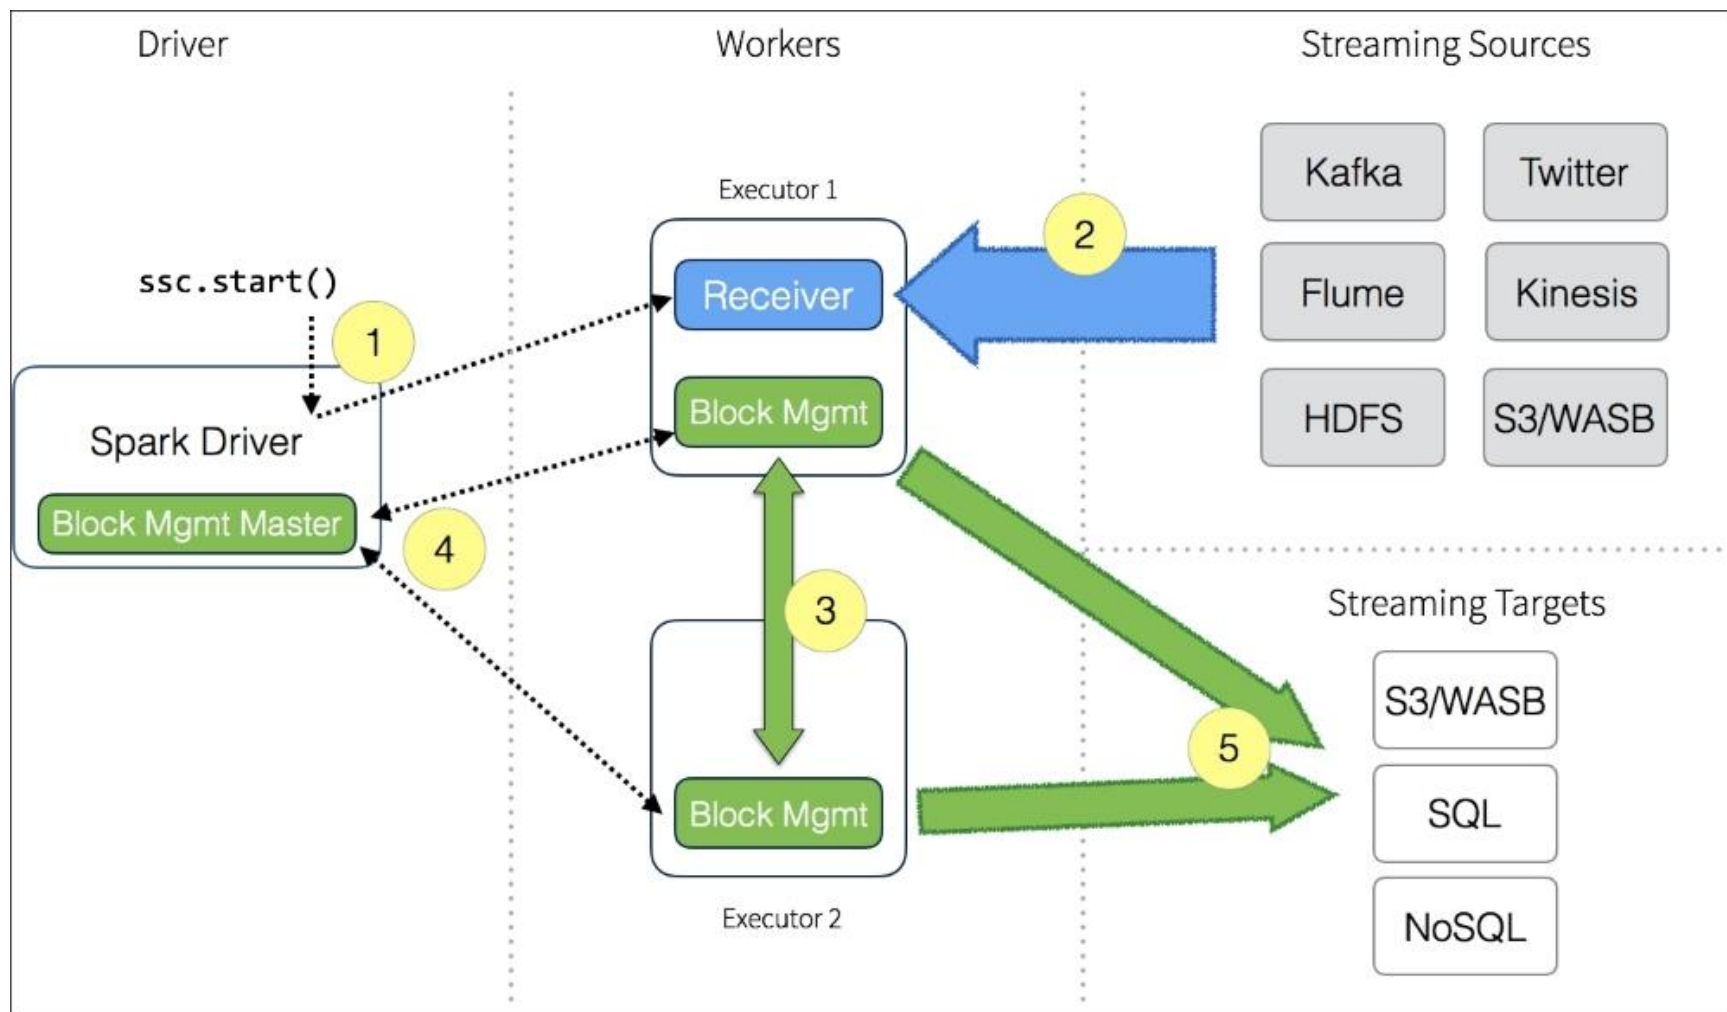 Driver
Workers
Streaming Sources
Kafka
Twitter
Executor 1
2
Receiver
Flume
Kinesis
ssc.start()
1
Block Mgmt
HDFS
S3/WASB
Spark Driver
Block Mgmt Master
4
3
Streaming Targets
S3/WASB
5
Block Mgmt
SQL
Executor 2
NoSQL